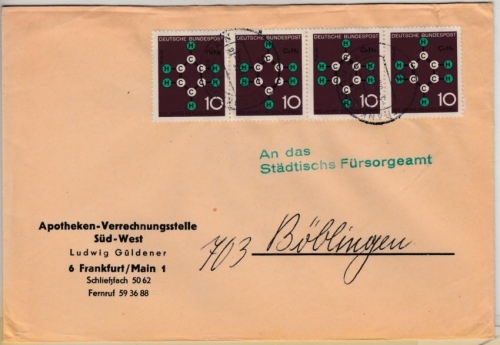 DEUTSCHE BUNDESPOST DEUTSCHE BUNDESPOST DEUTSCHE BUNDESPOST DEUTSCHE BUNDESPOST
10 10 10 10
An das
Städtischs Fürsorgeamt
Apotheken-Verrechnungsstelle
Süd-West
Ludwig Güldener
6 Frankfurt/Main 1
Schließfach 50 62
Fernruf 59 36 88
703 Böblingen